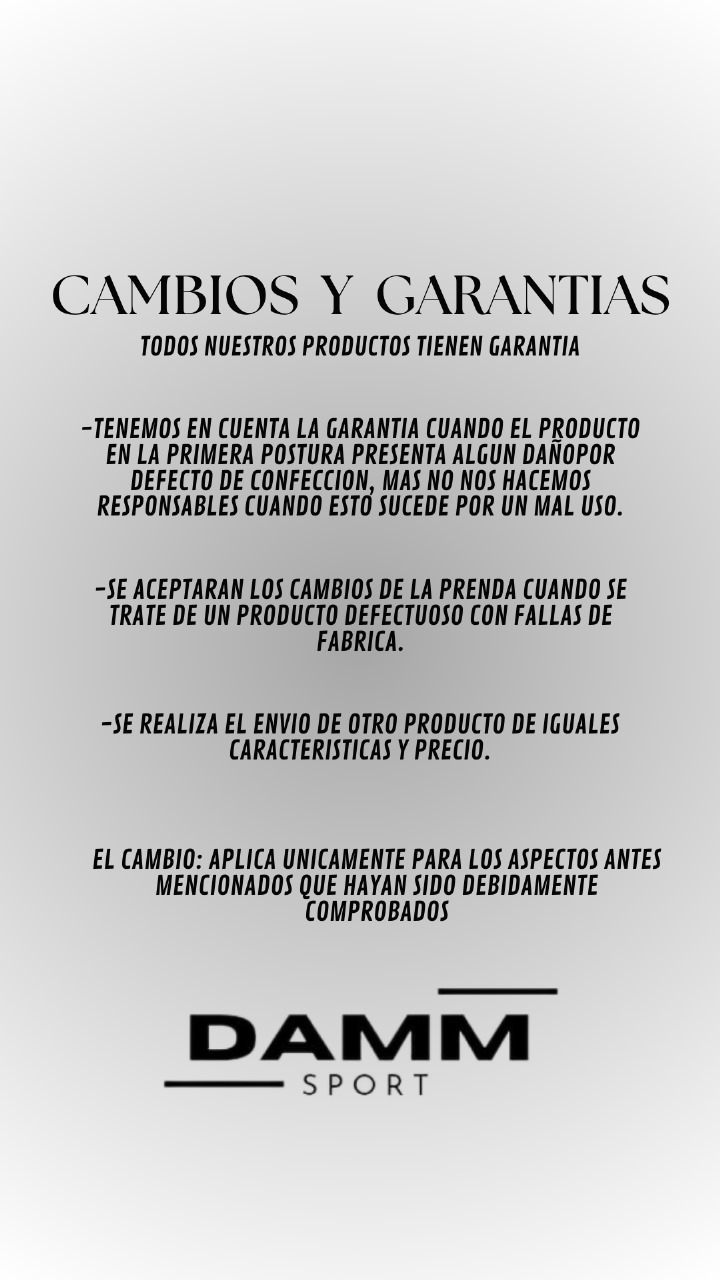 CAMBIOS Y GARANTIAS
TODOS NUESTROS PRODUCTOS TIENEN GARANTIA
-TENEMOS EN CUENTA LA GARANTIA CUANDO EL PRODUCTO
EN LA PRIMERA POSTURA PRESENTA ALGUN DAÑOPOR
DEFECTO DE CONFECCION, MAS NO NOS HACEMOS
RESPONSABLES CUANDO ESTO SUCEDE POR UN MAL USO.
-SE ACEPTARAN LOS CAMBIOS DE LA PRENDA CUANDO SE
TRATE DE UN PRODUCTO DEFECTUOSO CON FALLAS DE
FABRICA.
-SE REALIZA EL ENVIO DE OTRO PRODUCTO DE IGUALES
CARACTERISTICAS Y PRECIO.
EL CAMBIO: APLICA UNICAMENTE PARA LOS ASPECTOS ANTES
MENCIONADOS QUE HAYAN SIDO DEBIDAMENTE
COMPROBADOS
DAMM
SPORT